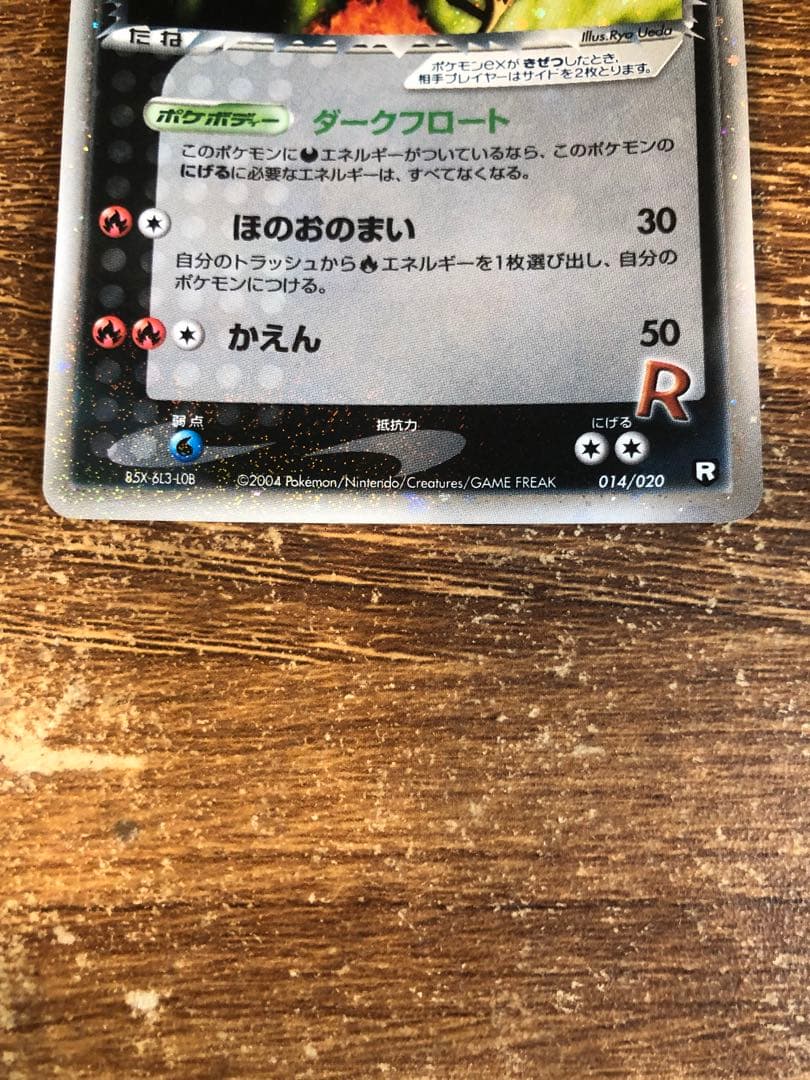 たね
Illus.Ryo Ueda
ポケモンexが きぜつしたとき、
相手プレイヤーはサイドを2枚とります。
ポケボディー ダークフロート
このポケモンにエネルギーがついているなら、このポケモンの
にげるに必要なエネルギーは、すべてなくなる。
ほのおのまい 30
自分のトラッシュからエネルギーを1枚選び出し、自分の
ポケモンにつける。
かえん 50
R
弱点 抵抗力 にげる
85X-6L3-L0B ©2004 Pokémon/Nintendo/Creatures/GAME FREAK 014/020 R